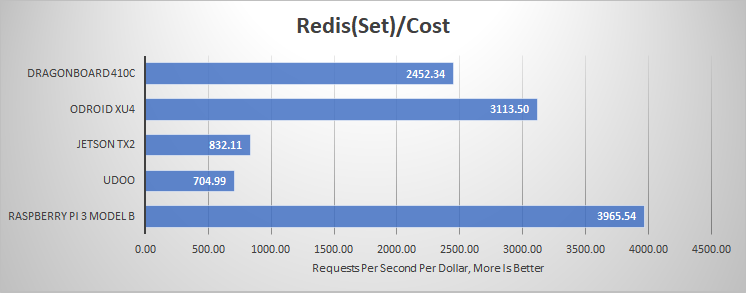 Redis(Set)/Cost
DRAGONBOARD 410C
2452.34
ODROID XU4
3113.50
JETSON TX2
832.11
UDOO
704.99
RASPBERRY PI 3 MODEL B
3965.54
0.00 500.00 1000.00 1500.00 2000.00 2500.00 3000.00 3500.00 4000.00 4500.00
Requests Per Second Per Dollar, More Is Better